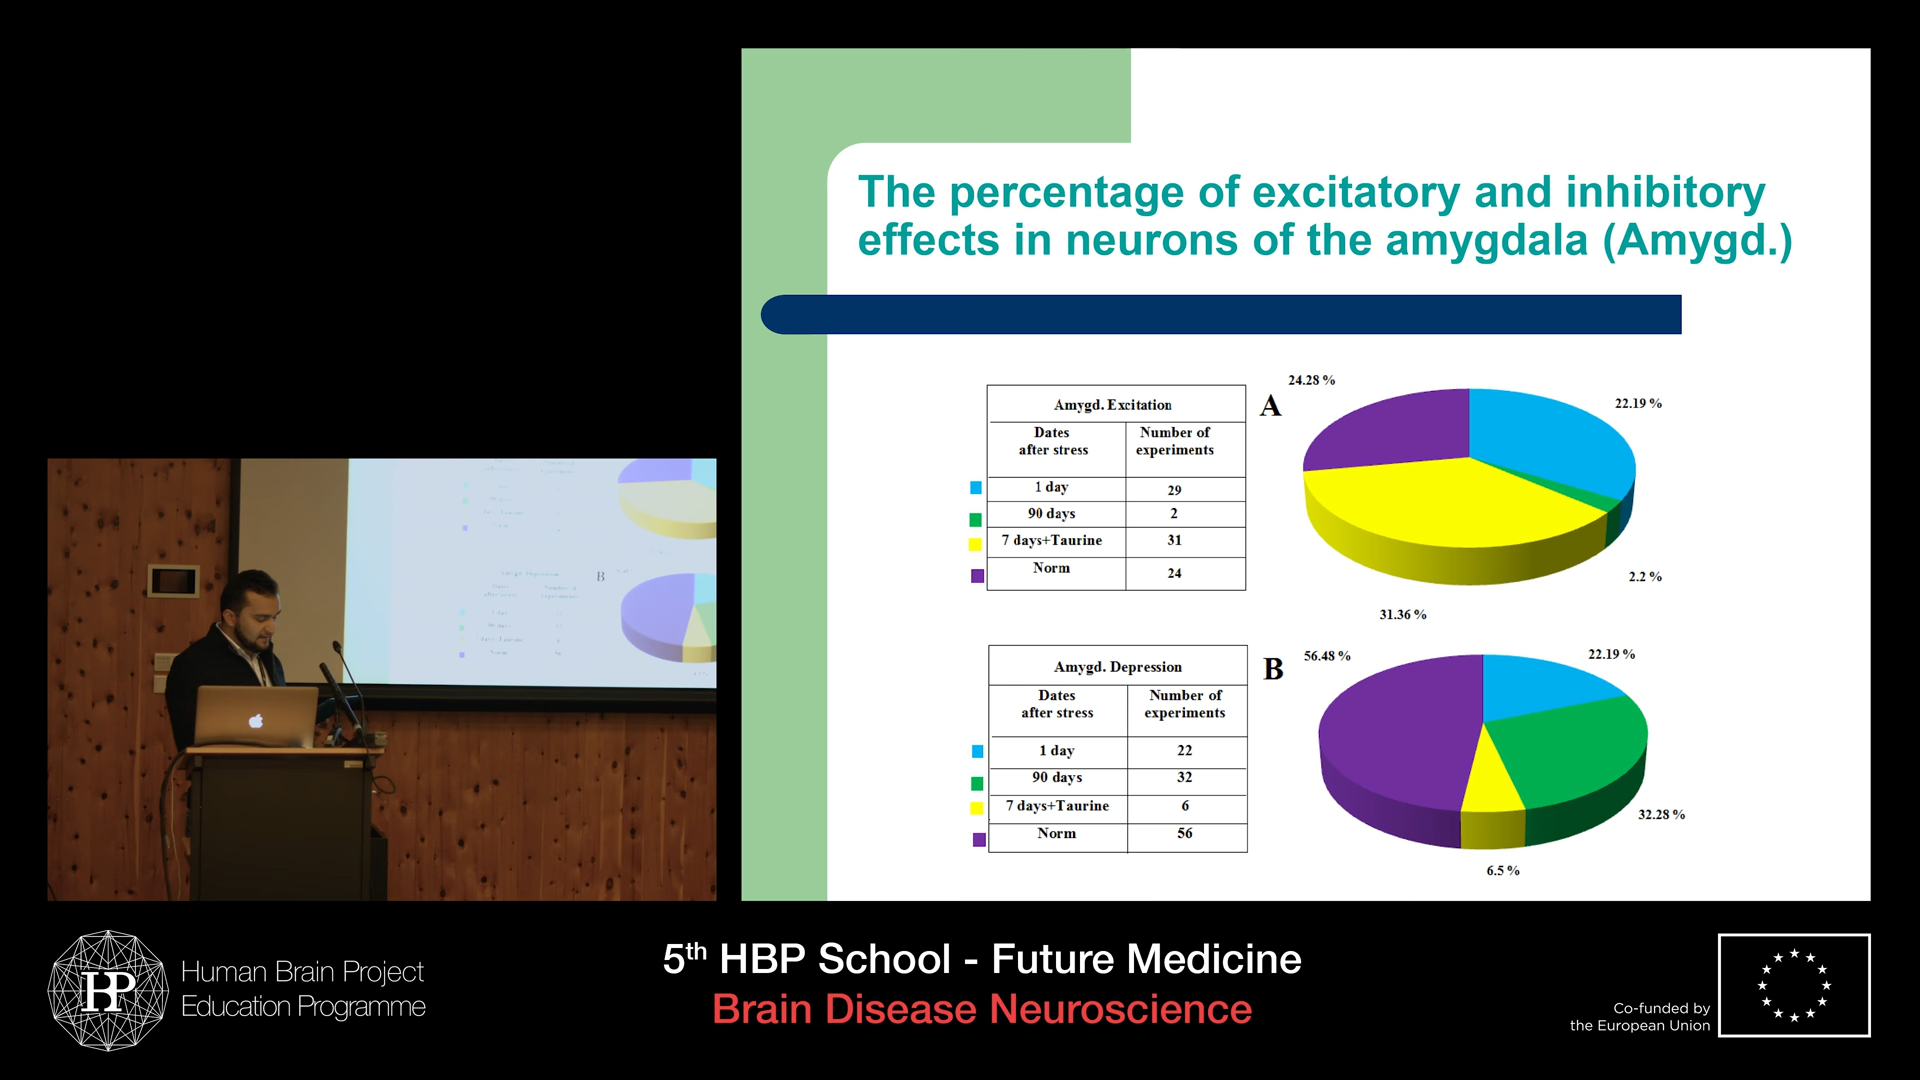 The percentage of excitatory and inhibitory
effects in neurons of the amygdala (Amygd.)
Amygd. Excitation
Dates
after stress
Number of
experiments
1 day
29
90 days
2
7 days+Taurine
31
Norm
24
A
24.28 %
22.19 %
2.2 %
31.36 %
Amygd. Depression
Dates
after stress
Number of
experiments
1 day
22
90 days
32
7 days+Taurine
6
Norm
56
B
56.48 %
22.19 %
32.28 %
6.5 %
B
HBP
Human Brain Project
Education Programme
5th HBP School - Future Medicine
Brain Disease Neuroscience
Co-funded by
the European Union